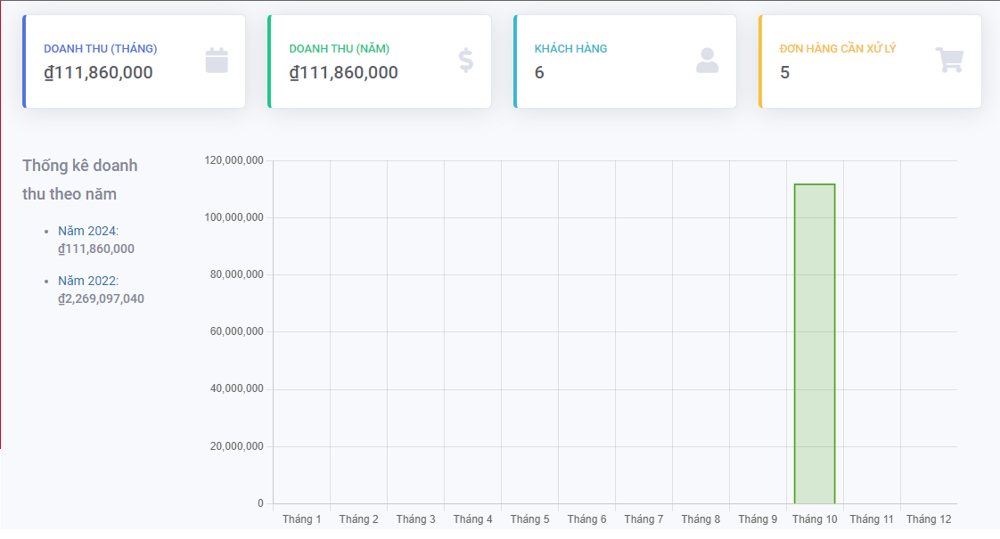 DOANH THU (THÁNG)
₫111,860,000
DOANH THU (NĂM)
₫111,860,000
KHÁCH HÀNG
6
ĐƠN HÀNG CẦN XỬ LÝ
5
Thống kê doanh
thu theo năm
Năm 2024:
₫111,860,000
Năm 2022:
₫2,269,097,040
120,000,000
100,000,000
80,000,000
60,000,000
40,000,000
20,000,000
0
Tháng 1 Tháng 2 Tháng 3 Tháng 4 Tháng 5 Tháng 6 Tháng 7 Tháng 8 Tháng 9 Tháng 10 Tháng 11 Tháng 12